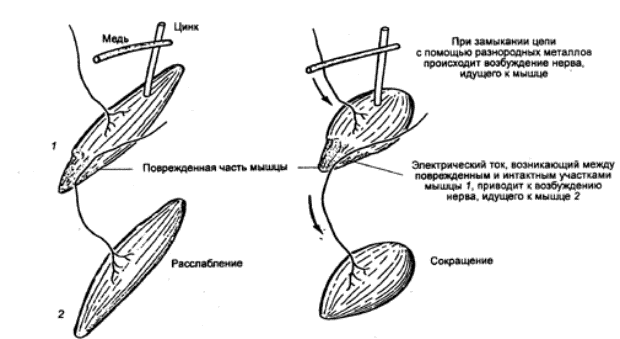 Медь
Цинк
При замыкании цепи
с помощью разнородных металлов
происходит возбуждение нерва,
идущего к мышце
1
Поврежденная часть мышцы
Электрический ток, возникающий между
поврежденным и интактным участками
мышцы 1, приводит к возбуждению
нерва, идущего к мышце 2
Расслабление
Сокращение
2